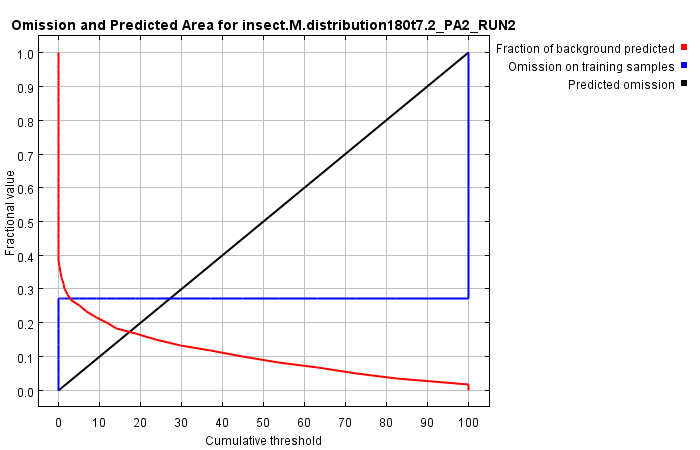 Omission and Predicted Area for insect.M.distribution180t7.2_PA2_RUN2
Fraction of background predicted
Omission on training samples
Predicted omission
1.0
0.9
0.8
0.7
0.6
0.5
0.4
0.3
0.2
0.1
0.0
Fractional value
0 10 20 30 40 50 60 70 80 90 100
Cumulative threshold